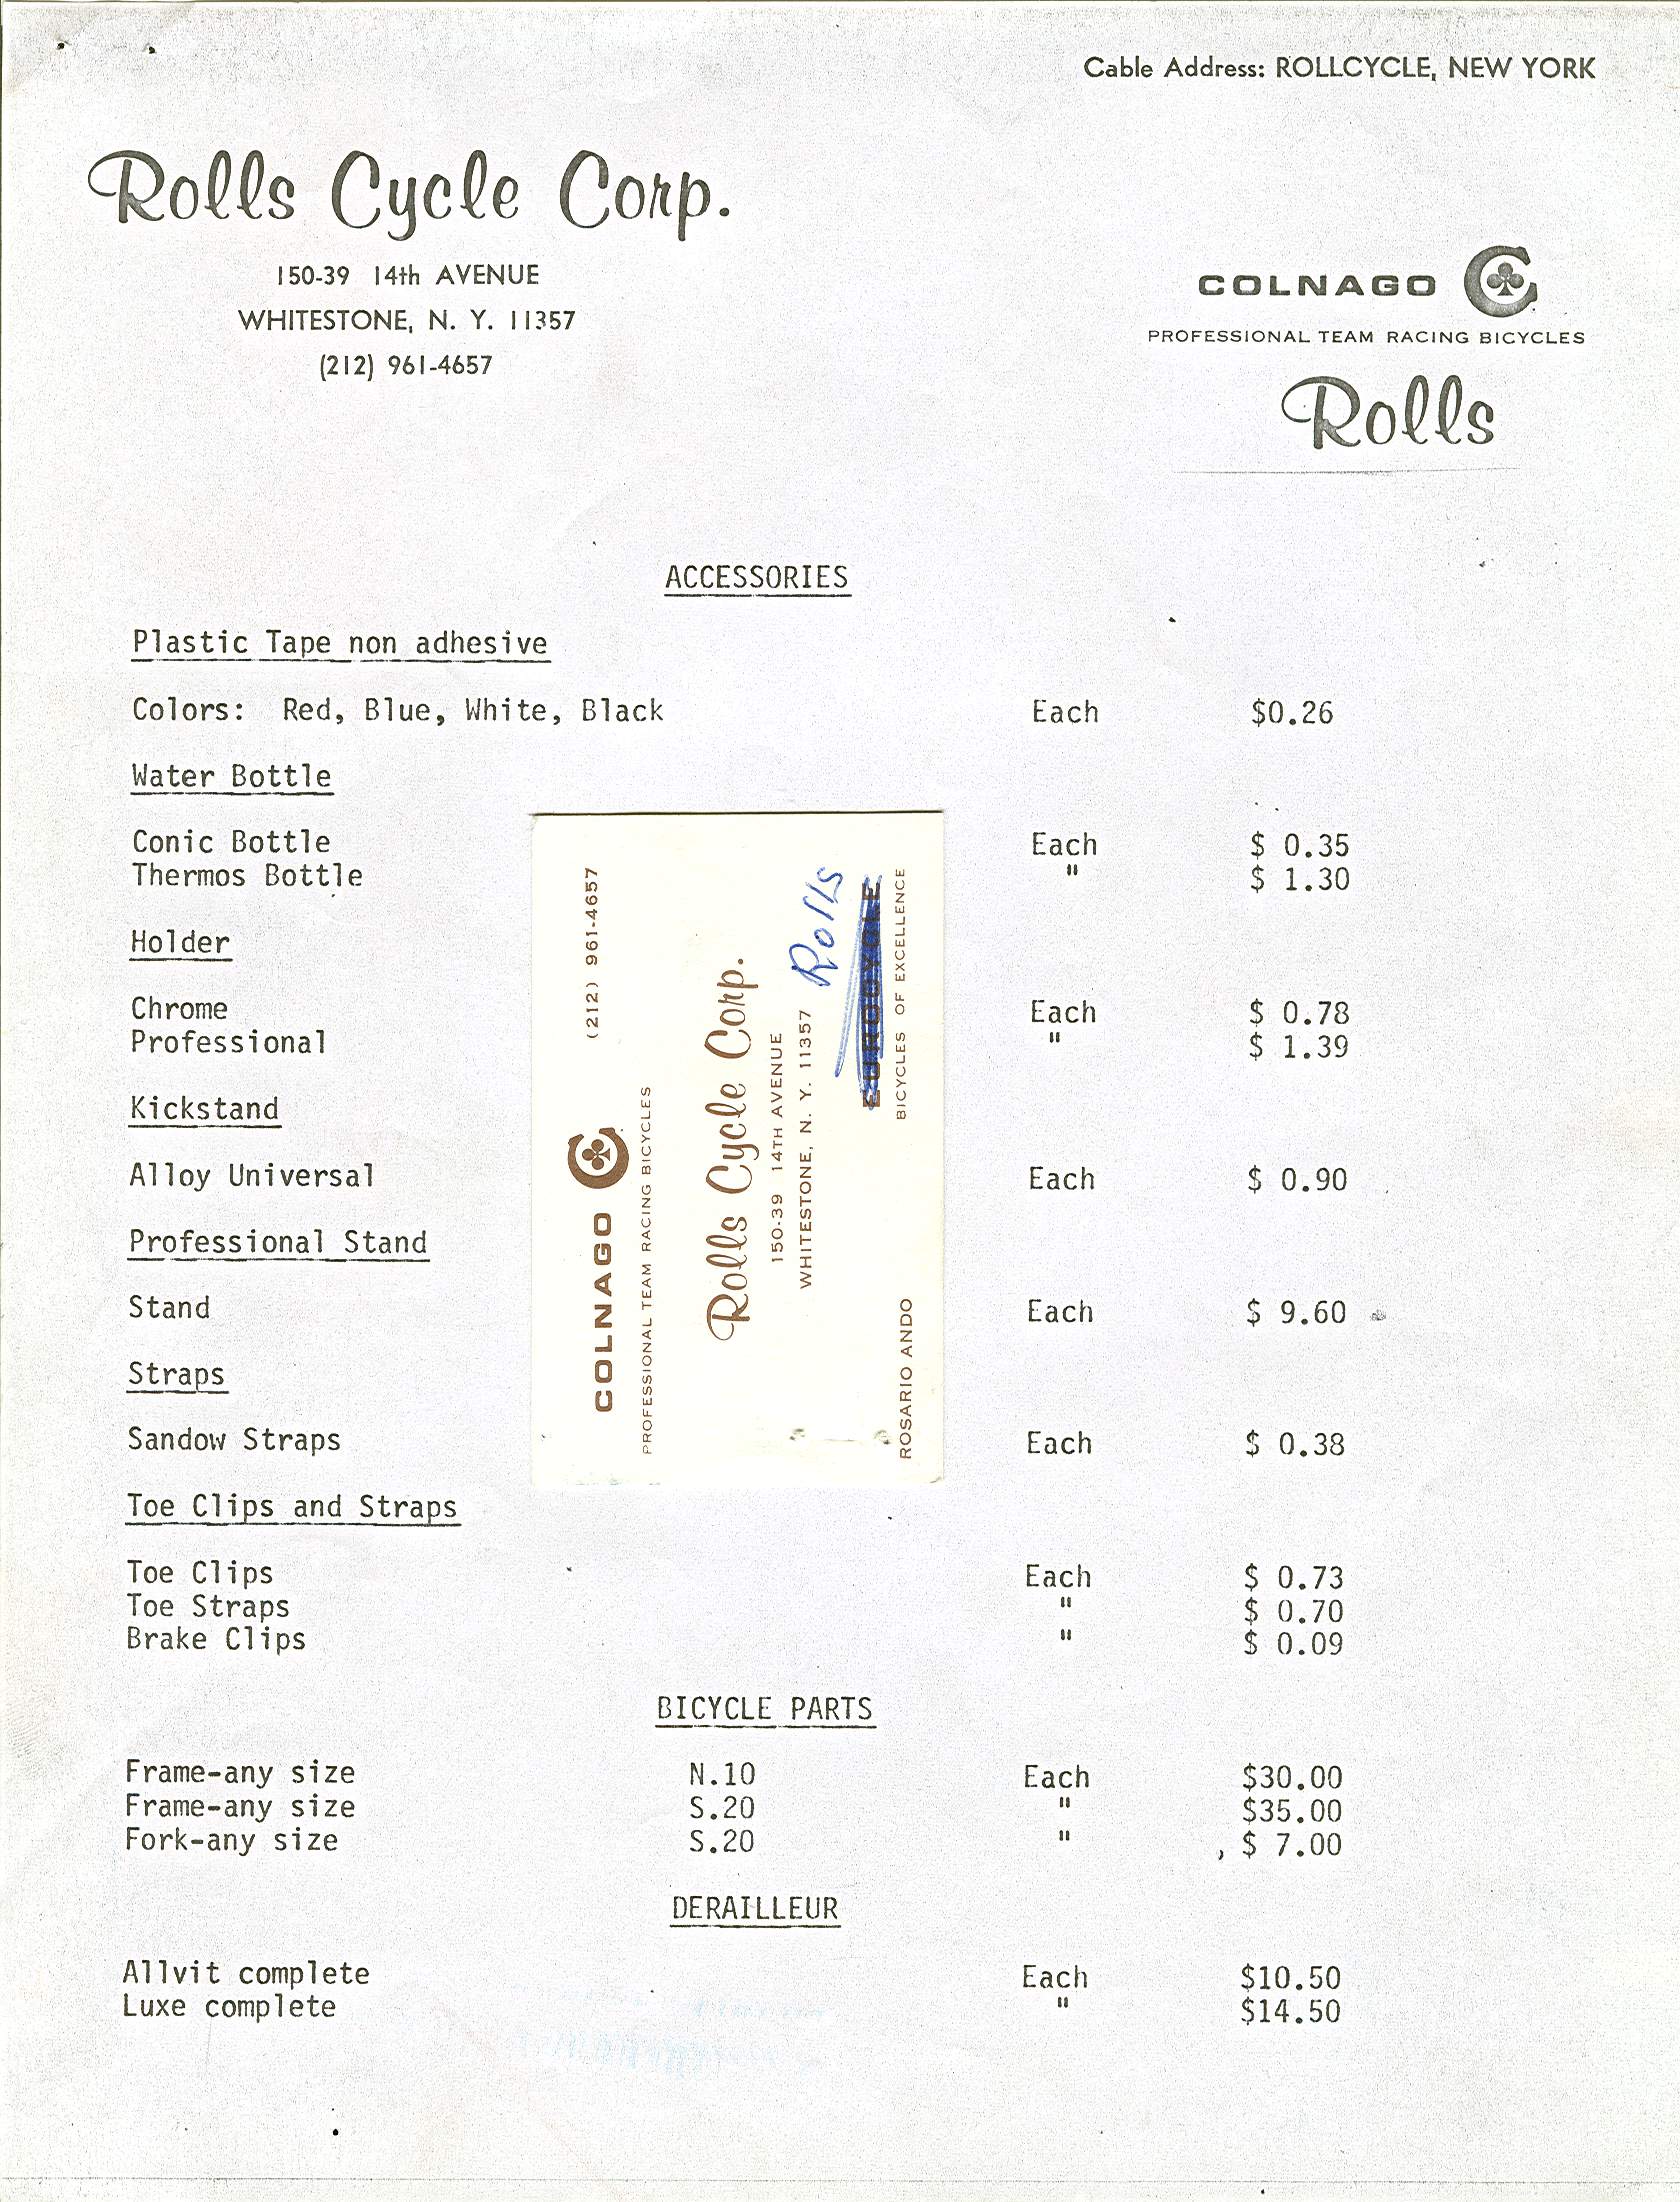 Cable Address: ROLLCYCLE, NEW YORK
Rolls Cycle Corp.
150-39 14th AVENUE
WHITESTONE, N. Y. 11357
(212) 961-4657
COLNAGO
PROFESSIONAL TEAM RACING BICYCLES
Rolls
ACCESSORIES
Plastic Tape non adhesive
Colors: Red, Blue, White, Black Each $0.26
Water Bottle
Conic Bottle Each $ 0.35
Thermos Bottle " $ 1.30
Holder
Chrome Each $ 0.78
Professional " $ 1.39
Kickstand
Alloy Universal Each $ 0.90
Professional Stand
Stand Each $ 9.60
Straps
Sandow Straps Each $ 0.38
Toe Clips and Straps
Toe Clips Each $ 0.73
Toe Straps " $ 0.70
Brake Clips " $ 0.09
BICYCLE PARTS
Frame-any size N.10 Each $30.00
Frame-any size S.20 " $35.00
Fork-any size S.20 " , $ 7.00
DERAILLEUR
Allvit complete Each $10.50
Luxe complete " $14.50
(212) 961-4657
COLNAGO
PROFESSIONAL TEAM RACING BICYCLES
Rolls Cycle Corp.
150-39 14TH AVENUE
WHITESTONE, N. Y. 11357
Rolls
EUROCYCLE
BICYCLES OF EXCELLENCE
ROSARIO ANDO